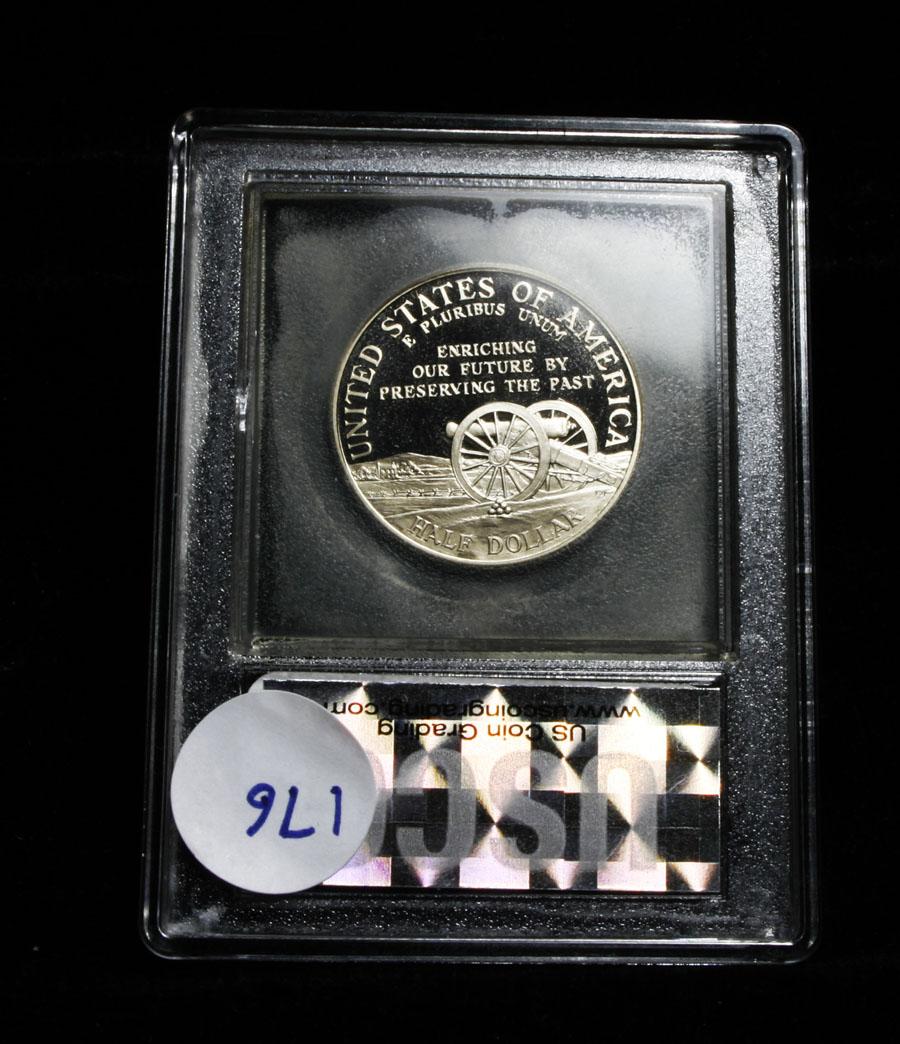 UNITED STATES OF AMERICA
E PLURIBUS UNUM
ENRICHING
OUR FUTURE BY
PRESERVING THE PAST
HALF DOLLAR
USCG
US Coin Grading
www.uscoingrading.com
176